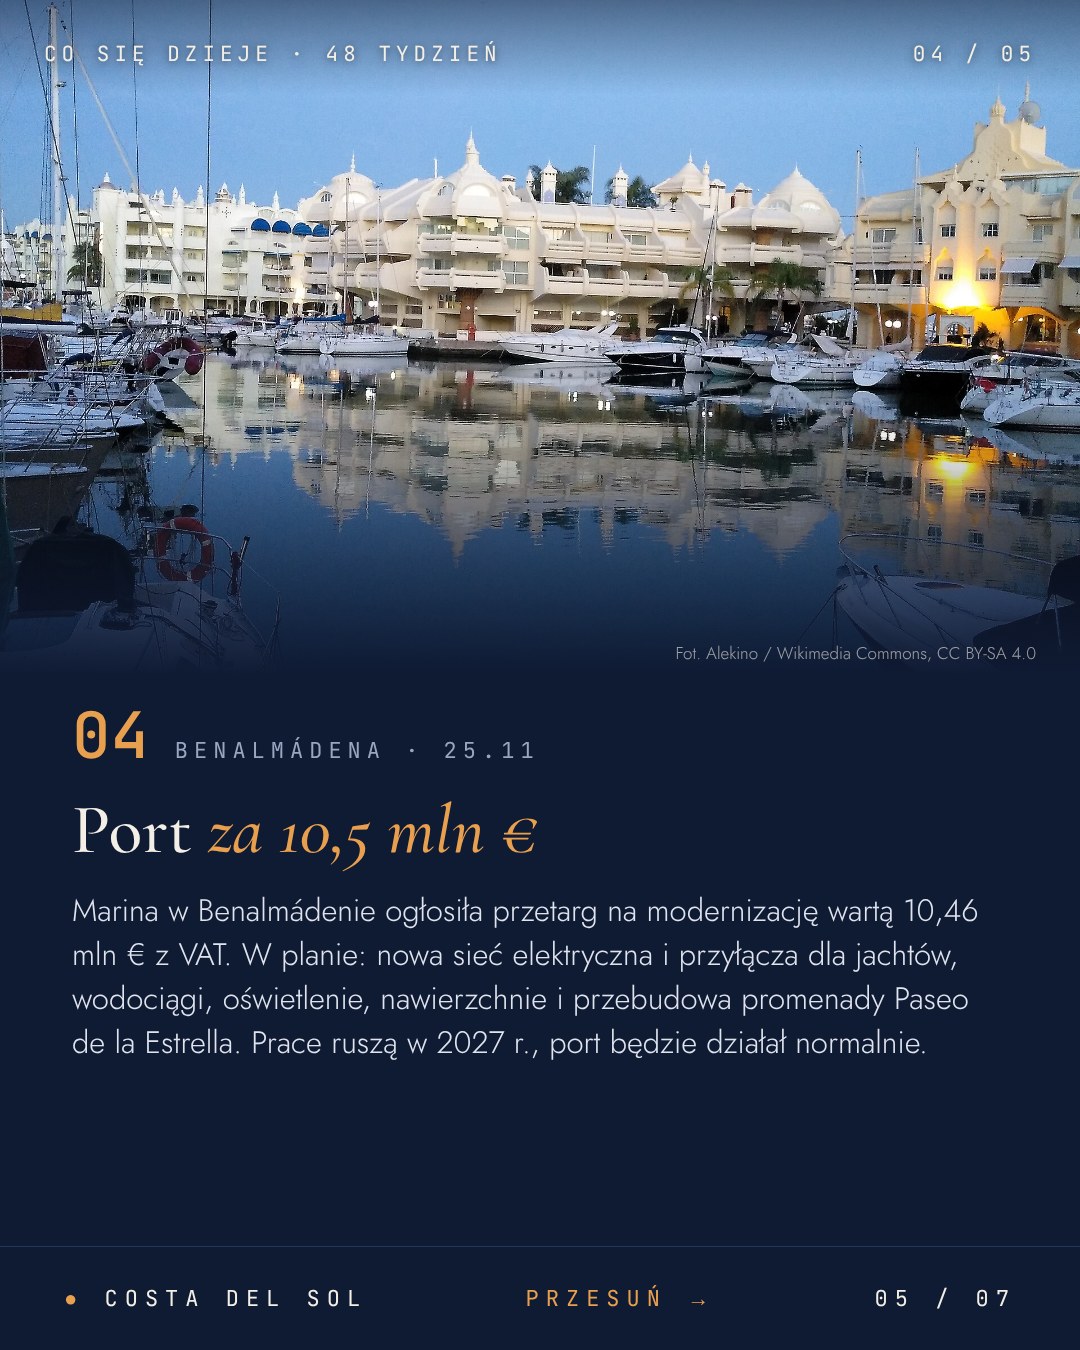 CO SIĘ DZIEJE · 48 TYDZIEŃ
04 / 05
Fot. Alekino / Wikimedia Commons, CC BY-SA 4.0
04 BENALMÁDENA · 25.11
Port za 10,5 mln €
Marina w Benalmádenie ogłosiła przetarg na modernizację wartą 10,46
mln € z VAT. W planie: nowa sieć elektryczna i przyłącza dla jachtów,
wodociągi, oświetlenie, nawierzchnie i przebudowa promenady Paseo
de la Estrella. Prace ruszą w 2027 r., port będzie działał normalnie.
• COSTA DEL SOL
PRZESUŃ →
05 / 07